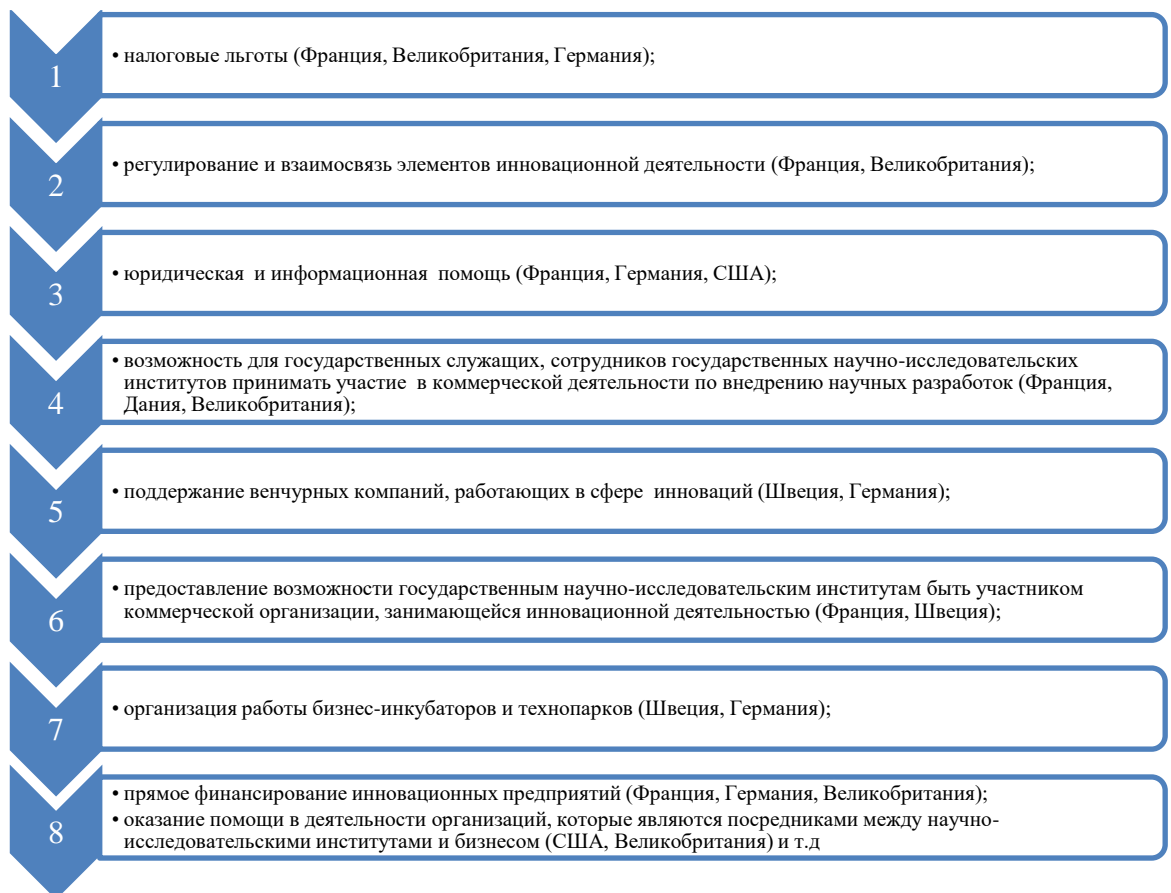 1
• налоговые льготы (Франция, Великобритания, Германия);
2
• регулирование и взаимосвязь элементов инновационной деятельности (Франция, Великобритания);
3
• юридическая и информационная помощь (Франция, Германия, США);
4
• возможность для государственных служащих, сотрудников государственных научно-исследовательских
институтов принимать участие в коммерческой деятельности по внедрению научных разработок (Франция,
Дания, Великобритания);
5
• поддержание венчурных компаний, работающих в сфере инноваций (Швеция, Германия);
6
• предоставление возможности государственным научно-исследовательским институтам быть участником
коммерческой организации, занимающейся инновационной деятельностью (Франция, Швеция);
7
• организация работы бизнес-инкубаторов и технопарков (Швеция, Германия);
8
• прямое финансирование инновационных предприятий (Франция, Германия, Великобритания);
• оказание помощи в деятельности организаций, которые являются посредниками между научно-
исследовательскими институтами и бизнесом (США, Великобритания) и т.д